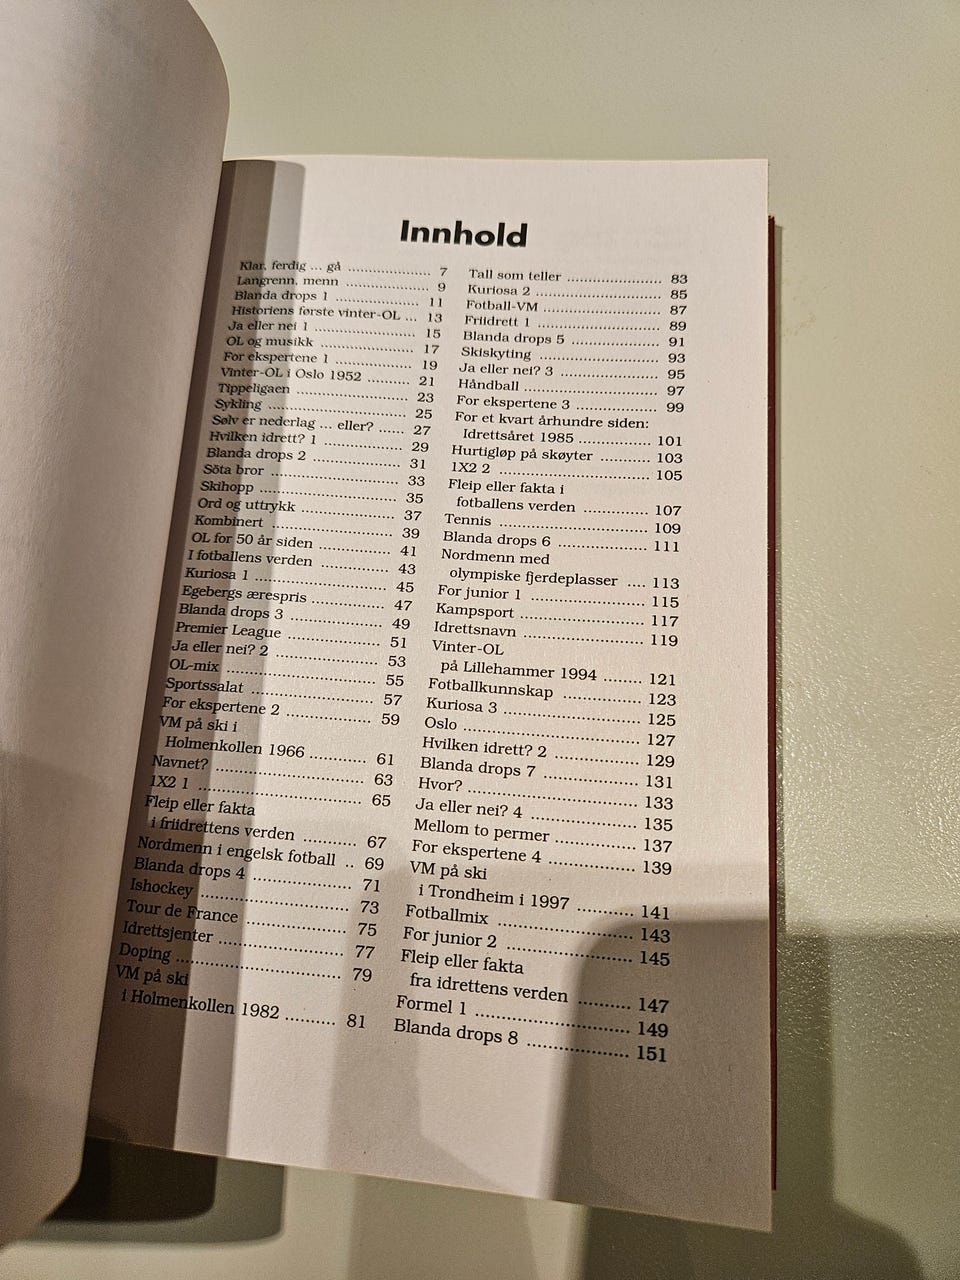 Innhold
Klar, ferdig ... gå .................... 7
Langrenn, menn .................... 9
Blanda drops 1 .................... 11
Historiens første vinter-OL ... 13
Ja eller nei 1 .................... 15
OL og musikk .................... 17
For ekspertene 1 .................... 19
Vinter-OL i Oslo 1952 ............ 21
Tippeligaen .................... 23
Sykling .................... 25
Sølv er nederlag ... eller? ...... 27
Hvilken idrett? 1 .................... 29
Blanda drops 2 .................... 31
Söta bror .................... 33
Skihopp .................... 35
Ord og uttrykk .................... 37
Kombinert .................... 39
OL for 50 år siden .................... 41
I fotballens verden .................... 43
Kuriosa 1 .................... 45
Egebergs ærespris .................... 47
Blanda drops 3 .................... 49
Premier League .................... 51
Ja eller nei? 2 .................... 53
OL-mix .................... 55
Sportssalat .................... 57
For ekspertene 2 .................... 59
VM på ski i
Holmenkollen 1966 .................... 61
Navnet? .................... 63
1X2 1 .................... 65
Fleip eller fakta
i friidrettens verden .............. 67
Nordmenn i engelsk fotball .. 69
Blanda drops 4 .................... 71
Ishockey .................... 73
Tour de France .................... 75
Idrettsjenter .................... 77
Doping .................... 79
VM på ski
i Holmenkollen 1982 .......... 81
Tall som teller .................... 83
Kuriosa 2 .................... 85
Fotball-VM .................... 87
Friidrett 1 .................... 89
Blanda drops 5 .................... 91
Skiskyting .................... 93
Ja eller nei? 3 .................... 95
Håndball .................... 97
For ekspertene 3 .................... 99
For et kvart århundre siden:
Idrettsåret 1985 .................. 101
Hurtigløp på skøyter ........... 103
1X2 2 .................... 105
Fleip eller fakta i
fotballens verden .............. 107
Tennis .................... 109
Blanda drops 6 .................... 111
Nordmenn med
olympiske fjerdeplasser .... 113
For junior 1 .................... 115
Kampsport .................... 117
Idrettsnavn .................... 119
Vinter-OL
på Lillehammer 1994 ........ 121
Fotballkunnskap .................... 123
Kuriosa 3 .................... 125
Oslo .................... 127
Hvilken idrett? 2 .................... 129
Blanda drops 7 .................... 131
Hvor? .................... 133
Ja eller nei? 4 .................... 135
Mellom to permer .................... 137
For ekspertene 4 .................... 139
VM på ski
i Trondheim i 1997 ........... 141
Fotballmix .................... 143
For junior 2 .................... 145
Fleip eller fakta
fra idrettens verden .......... 147
Formel 1 .................... 149
Blanda drops 8 .................... 151